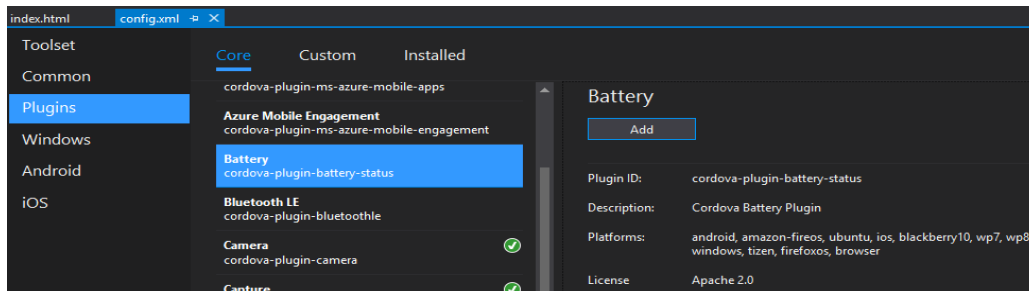 index.html
config.xml
Toolset
Common
Plugins
Windows
Android
iOS
Core Custom Installed
cordova-plugin-ms-azure-mobile-apps
Azure Mobile Engagement
cordova-plugin-ms-azure-mobile-engagement
Battery
cordova-plugin-battery-status
Bluetooth LE
cordova-plugin-bluetoothle
Camera
cordova-plugin-camera
Capture
Battery
Add
Plugin ID: cordova-plugin-battery-status
Description: Cordova Battery Plugin
Platforms: android, amazon-fireos, ubuntu, ios, blackberry10, wp7, wp8
windows, tizen, firefoxos, browser
License Apache 2.0